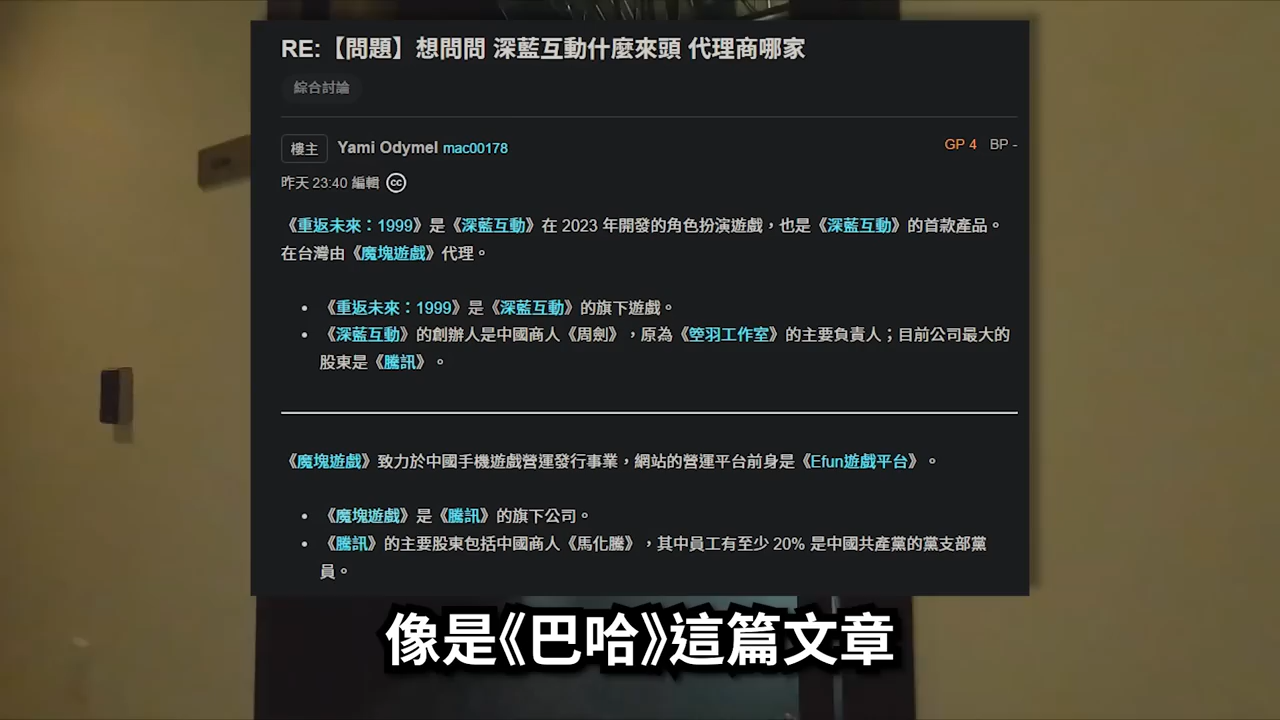 RE:【問題】想問問 深藍互動什麼來頭 代理商哪家
綜合討論
樓主 Yami Odymel mac00178 GP 4 BP -
昨天 23:40 編輯 cc
《重返未來：1999》是《深藍互動》在 2023 年開發的角色扮演遊戲，也是《深藍互動》的首款產品。
在台灣由《魔塊遊戲》代理。
• 《重返未來：1999》是《深藍互動》的旗下遊戲。
• 《深藍互動》的創辦人是中國商人《周劍》，原為《箜羽工作室》的主要負責人；目前公司最大的
股東是《騰訊》。
《魔塊遊戲》致力於中國手機遊戲營運發行事業，網站的營運平台前身是《Efun遊戲平台》。
• 《魔塊遊戲》是《騰訊》的旗下公司。
• 《騰訊》的主要股東包括中國商人《馬化騰》，其中員工有至少 20% 是中國共產黨的黨支部黨
員。
像是《巴哈》這篇文章